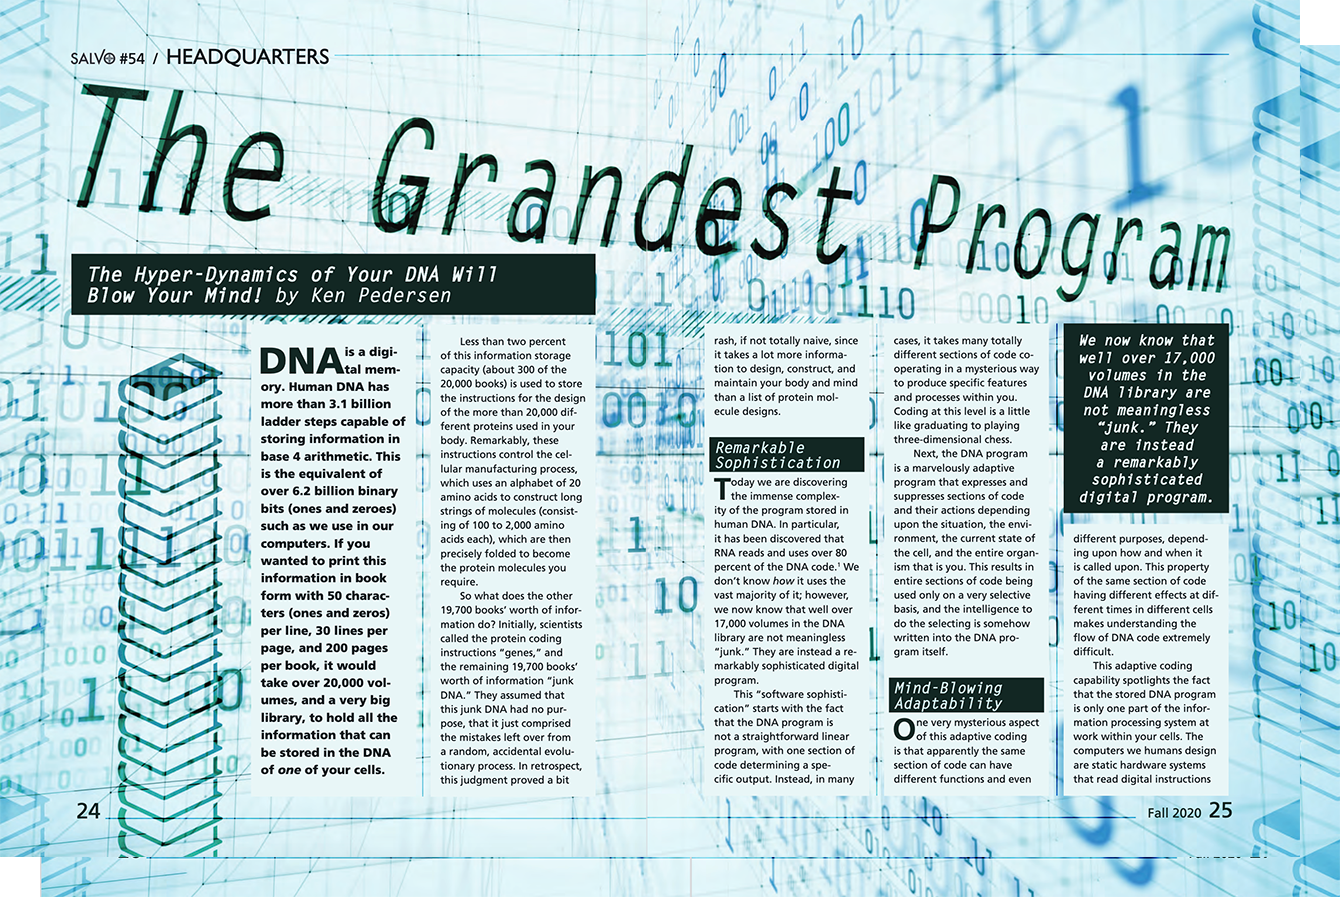 SALVO #54 / HEADQUARTERS
The Grandest Program
The Hyper-Dynamics of Your DNA Will
Blow Your Mind! by Ken Pedersen
DNA is a digi-
tal mem-
ory. Human DNA has
more than 3.1 billion
ladder steps capable of
storing information in
base 4 arithmetic. This
is the equivalent of
over 6.2 billion binary
bits (ones and zeroes)
such as we use in our
computers. If you
wanted to print this
information in book
form with 50 charac-
ters (ones and zeros)
per line, 30 lines per
page, and 200 pages
per book, it would
take over 20,000 vol-
umes, and a very big
library, to hold all the
information that can
be stored in the DNA
of one of your cells.
Less than two percent
of this information storage
capacity (about 300 of the
20,000 books) is used to store
the instructions for the design
of the more than 20,000 dif-
ferent proteins used in your
body. Remarkably, these
instructions control the cel-
lular manufacturing process,
which uses an alphabet of 20
amino acids to construct long
strings of molecules (consist-
ing of 100 to 2,000 amino
acids each), which are then
precisely folded to become
the protein molecules you
require.
So what does the other
19,700 books’ worth of infor-
mation do? Initially, scientists
called the protein coding
instructions “genes,” and
the remaining 19,700 books’
worth of information “junk
DNA.” They assumed that
this junk DNA had no pur-
pose, that it just comprised
the mistakes left over from
a random, accidental evolu-
tionary process. In retrospect,
this judgment proved a bit
rash, if not totally naive, since
it takes a lot more informa-
tion to design, construct, and
maintain your body and mind
than a list of protein mol-
ecule designs.
Remarkable
Sophistication
Today we are discovering
the immense complex-
ity of the program stored in
human DNA. In particular,
it has been discovered that
RNA reads and uses over 80
percent of the DNA code.¹ We
don’t know how it uses the
vast majority of it; however,
we now know that well over
17,000 volumes in the DNA
library are not meaningless
“junk.” They are instead a re-
markably sophisticated digital
program.
This “software sophisti-
cation” starts with the fact
that the DNA program is
not a straightforward linear
program, with one section of
code determining a spe-
cific output. Instead, in many
cases, it takes many totally
different sections of code co-
operating in a mysterious way
to produce specific features
and processes within you.
Coding at this level is a little
like graduating to playing
three-dimensional chess.
Next, the DNA program
is a marvelously adaptive
program that expresses and
suppresses sections of code
and their actions depending
upon the situation, the envi-
ronment, the current state of
the cell, and the entire organ-
ism that is you. This results in
entire sections of code being
used only on a very selective
basis, and the intelligence to
do the selecting is somehow
written into the DNA pro-
gram itself.
Mind-Blowing
Adaptability
One very mysterious aspect
of this adaptive coding
is that apparently the same
section of code can have
different functions and even
We now know that
well over 17,000
volumes in the
DNA library are
not meaningless
“junk.” They
are instead
a remarkably
sophisticated
digital program.
different purposes, depend-
ing upon how and when it
is called upon. This property
of the same section of code
having different effects at dif-
ferent times in different cells
makes understanding the
flow of DNA code extremely
difficult.
This adaptive coding
capability spotlights the fact
that the stored DNA program
is only one part of the infor-
mation processing system at
work within your cells. The
computers we humans design
are static hardware systems
that read digital instructions
24
Fall 2020 25